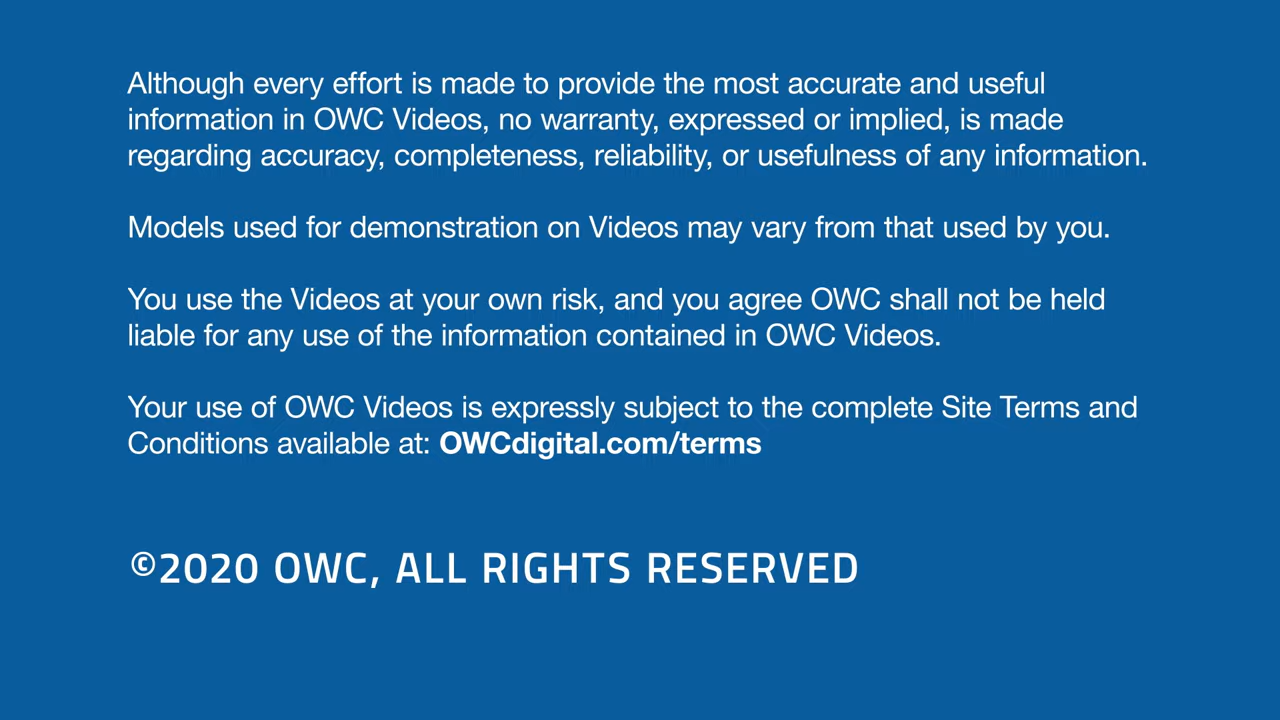 Although every effort is made to provide the most accurate and useful
information in OWC Videos, no warranty, expressed or implied, is made
regarding accuracy, completeness, reliability, or usefulness of any information.
Models used for demonstration on Videos may vary from that used by you.
You use the Videos at your own risk, and you agree OWC shall not be held
liable for any use of the information contained in OWC Videos.
Your use of OWC Videos is expressly subject to the complete Site Terms and
Conditions available at: OWCdigital.com/terms
©2020 OWC, ALL RIGHTS RESERVED